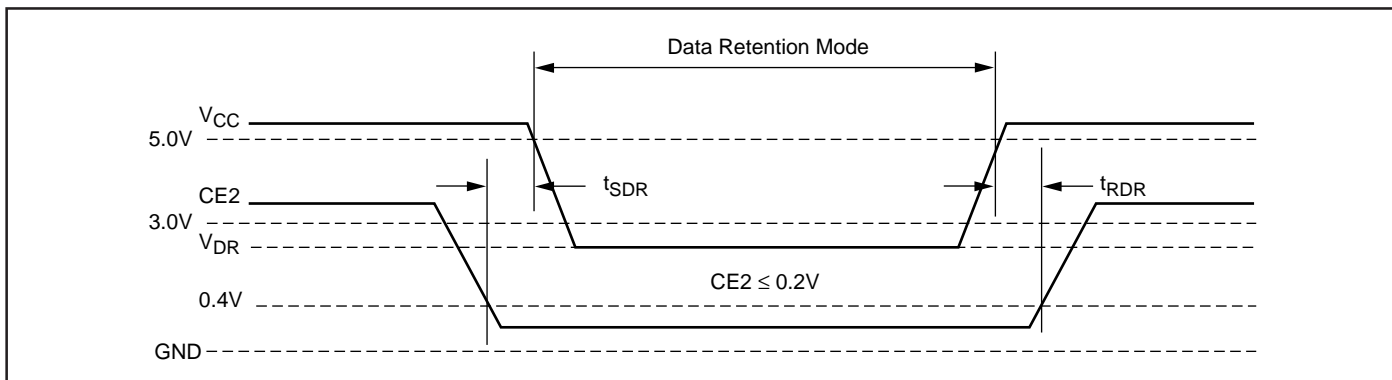 Data Retention Mode
VCC
5.0V
tSDR
tRDR
CE2
3.0V
VDR
CE2 ≤ 0.2V
0.4V
GND